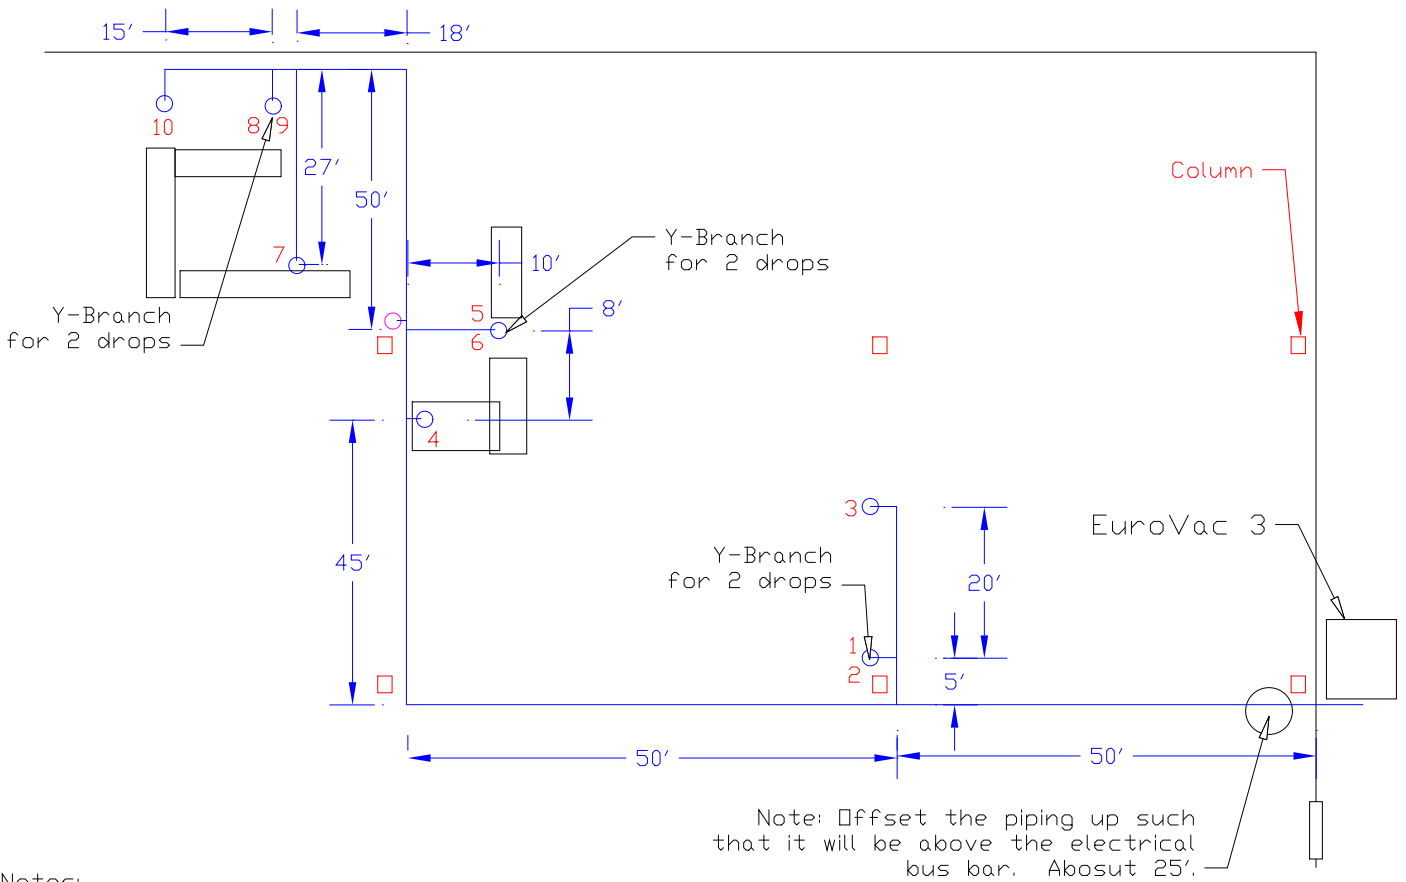 15'
18'
10
8
9
27'
Column
50'
Y-Branch
for 2 drops
7
10'
5
8'
Y-Branch
for 2 drops
6
4
3
EuroVac 3
Y-Branch
for 2 drops
45'
20'
1
2
5'
50'
50'
Note: Offset the piping up such
that it will be above the electrical
bus bar. Abosut 25'.
Notes: